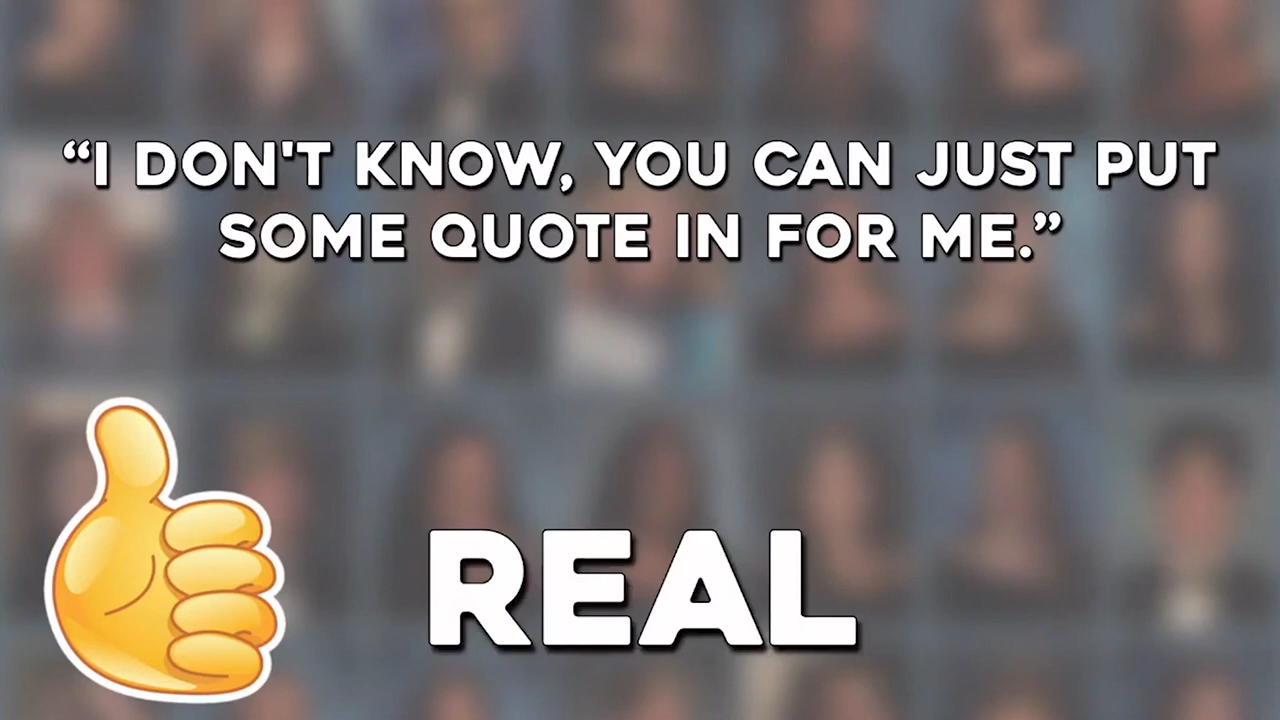 “I DON'T KNOW, YOU CAN JUST PUT
SOME QUOTE IN FOR ME.”
REAL